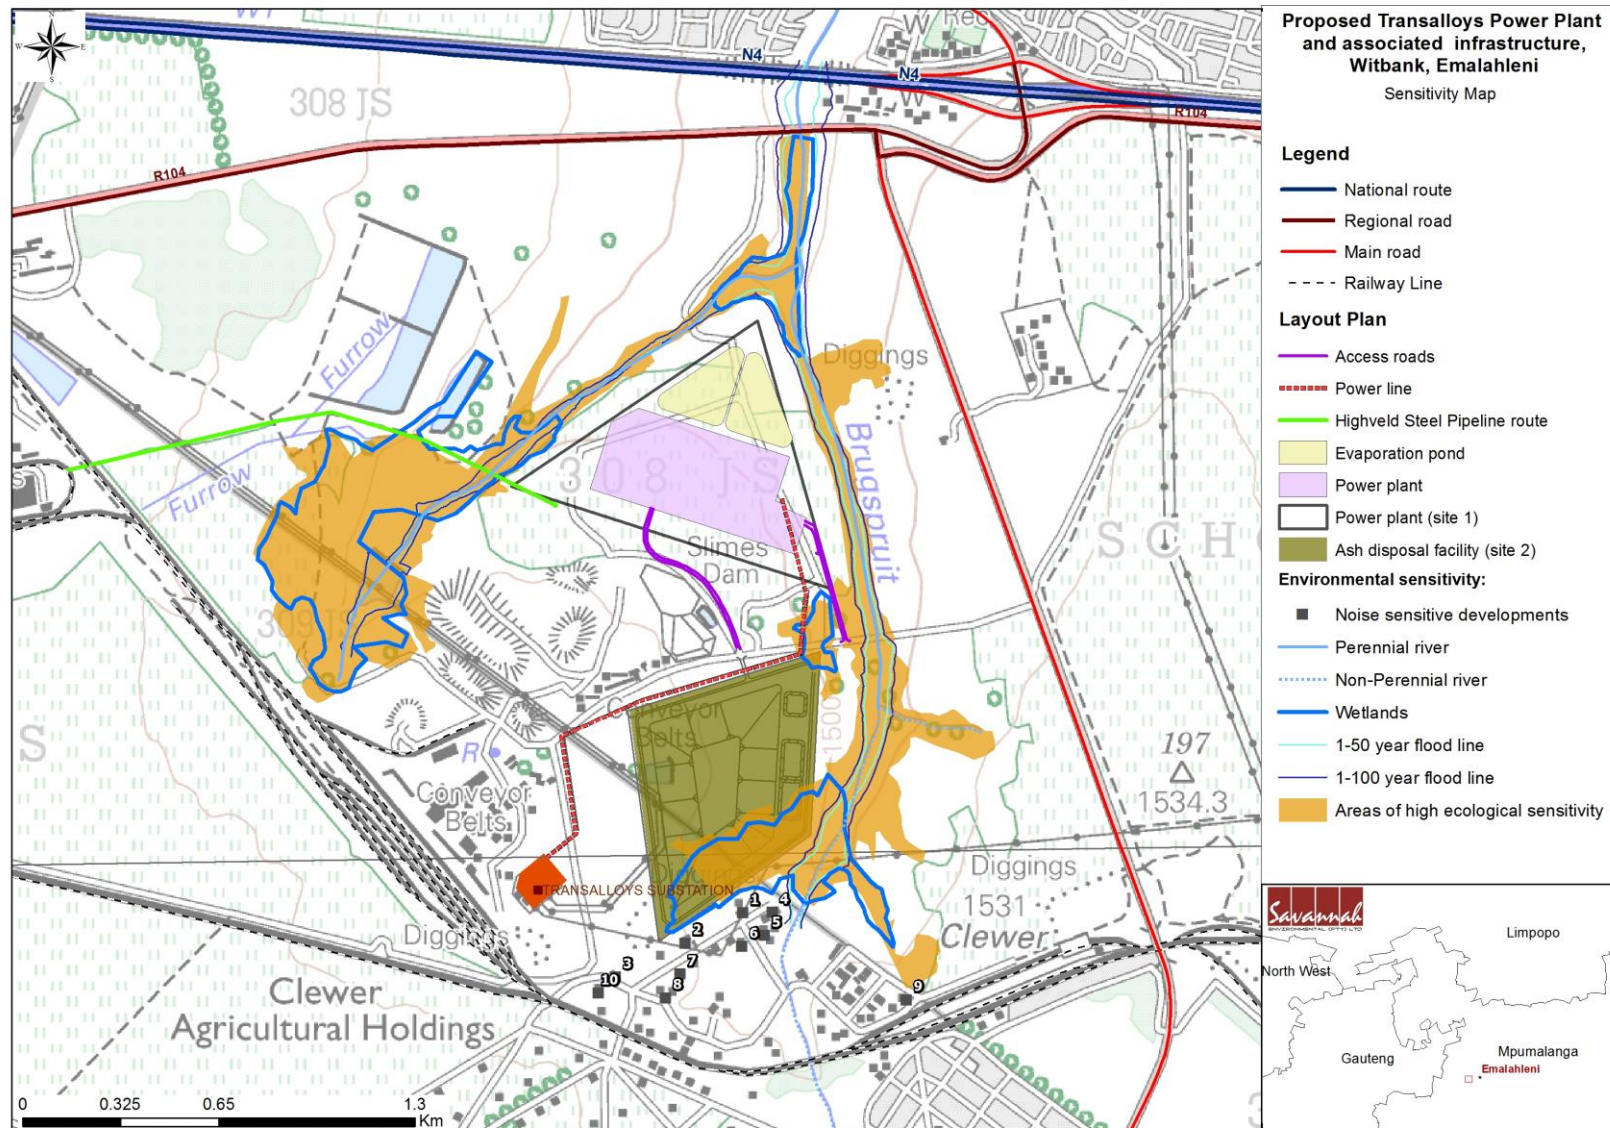 Proposed Transalloys Power Plant
and associated infrastructure,
Witbank, Emalahleni
Sensitivity Map
Legend
National route
Regional road
Main road
Railway Line
Layout Plan
Access roads
Power line
Highveld Steel Pipeline route
Evaporation pond
Power plant
Power plant (site 1)
Ash disposal facility (site 2)
Environmental sensitivity:
Noise sensitive developments
Perennial river
Non-Perennial river
Wetlands
1-50 year flood line
1-100 year flood line
Areas of high ecological sensitivity
Savannah
ENVIRONMENTAL (PTY) LTD
Limpopo
North West
Gauteng
Mpumalanga
Emalahleni
N
W
E
S
W
N4
N4
W
R104
R104
308 JS
Furrow
Furrow
Diggings
Brugspruit
308 JS
Slimes
Dam
309 JS
S
Conveyor
Belts
1500
R
Conveyor
Belts
197
1534.3
TRANSALLOYS SUBSTATION
Diggings
1531
Clewer
Diggings
1
4
5
6
2
7
3
10
8
9
Clewer
Agricultural Holdings
0
0.325
0.65
1.3
Km